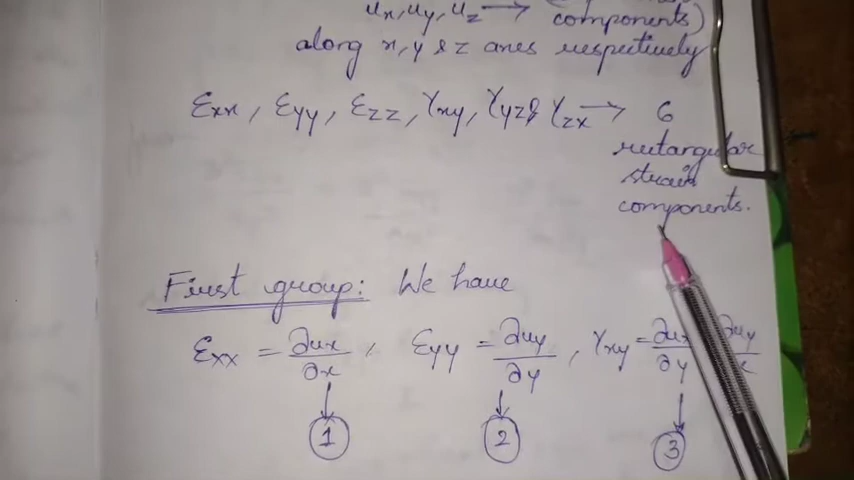 ux, uy, uz → components)
along x, y & z axes respectively
εxx, εyy, εzz, γxy, γyz & γzx → 6
rectangular
strain
components.
First group: We have
εxx = ∂ux/∂x, εyy = ∂uy/∂y, γxy = ∂ux/∂y ∂uy/x
1 2 3